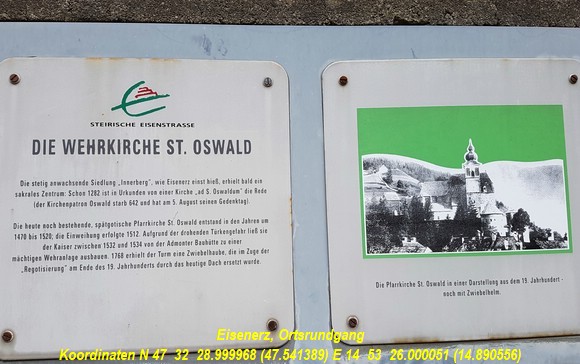 STEIRISCHE EISENSTRASSE
DIE WEHRKIRCHE ST. OSWALD
Die stetig anwachsende Siedlung „Innerberg", wie Eisenerz einst hieß, erhielt bald ein
sakrales Zentrum: Schon 1282 ist in Urkunden von einer Kirche „ad S. Oswaldum" die Rede
(der Kirchenpatron Oswald starb 642 und hat am 5. August seinen Gedenktag).
Die heute noch bestehende, spätgotische Pfarrkirche St. Oswald entstand in den Jahren um
1470 bis 1520; die Einweihung erfolgte 1512. Aufgrund der drohenden Türkengefahr ließ sie
der Kaiser zwischen 1532 und 1534 von der Admonter Bauhütte zu einer
mächtigen Wehranlage ausbauen. 1768 erhielt der Turm eine Zwiebelhaube, die im Zuge der
„Regotisierung" am Ende des 19. Jahrhunderts durch das heutige Dach ersetzt wurde.
Die Pfarrkirche St. Oswald in einer Darstellung aus dem 19. Jahrhundert -
noch mit Zwiebelhelm.
Eisenerz, Ortsrundgang
Koordinaten N 47 32 28.999968 (47.541389) E 14 53 26.000051 (14.890556)